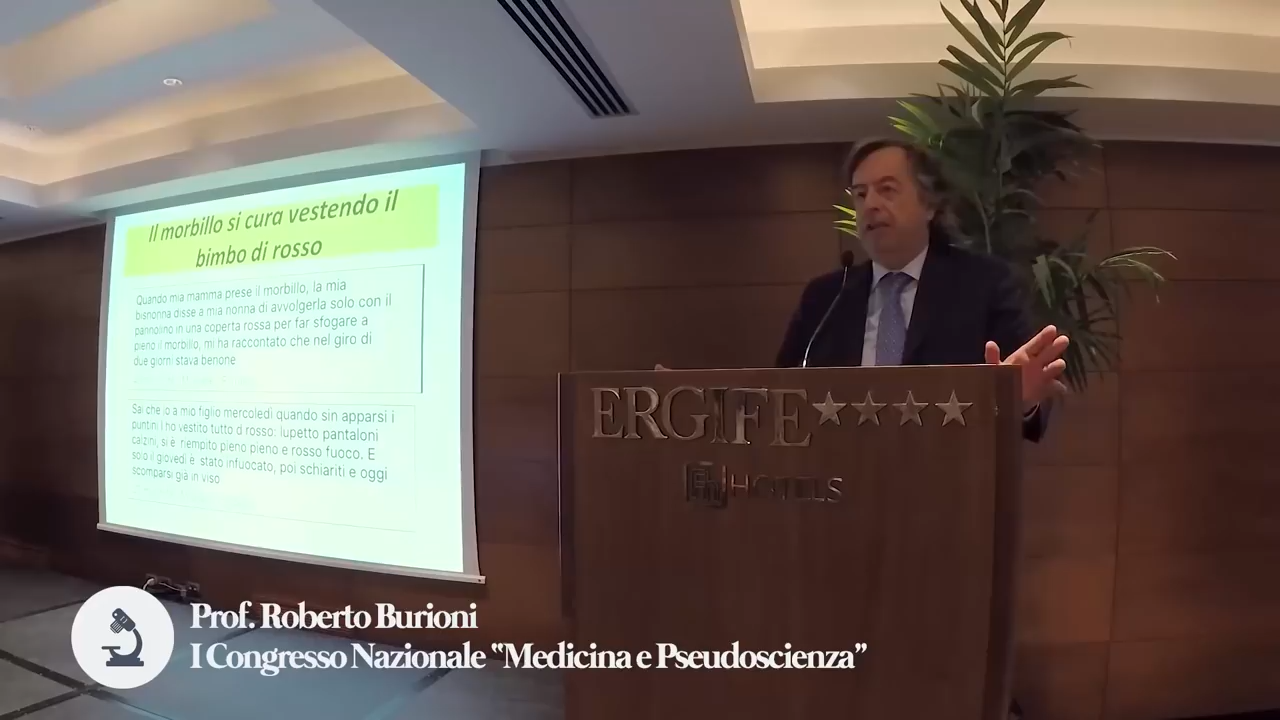 Il morbillo si cura vestendo il
bimbo di rosso
Quando mia mamma prese il morbillo, la mia
bisnonna disse a mia nonna di avvolgerla solo con il
pannolino in una coperta rossa per far sfogare a
pieno il morbillo, mi ha raccontato che nel giro di
due giorni stava benone
Sai che io a mio figlio mercoledì quando sin apparsi i
puntini i ho vestito tutto d rosso: lupetto pantaloni
calzini, si è riempito pieno pieno e rosso fuoco. E
solo il giovedì è stato infuocato, poi schiariti e oggi
scomparsi già in viso
ERGIFE
HOTELS
Prof. Roberto Burioni
I Congresso Nazionale “Medicina e Pseudoscienza”